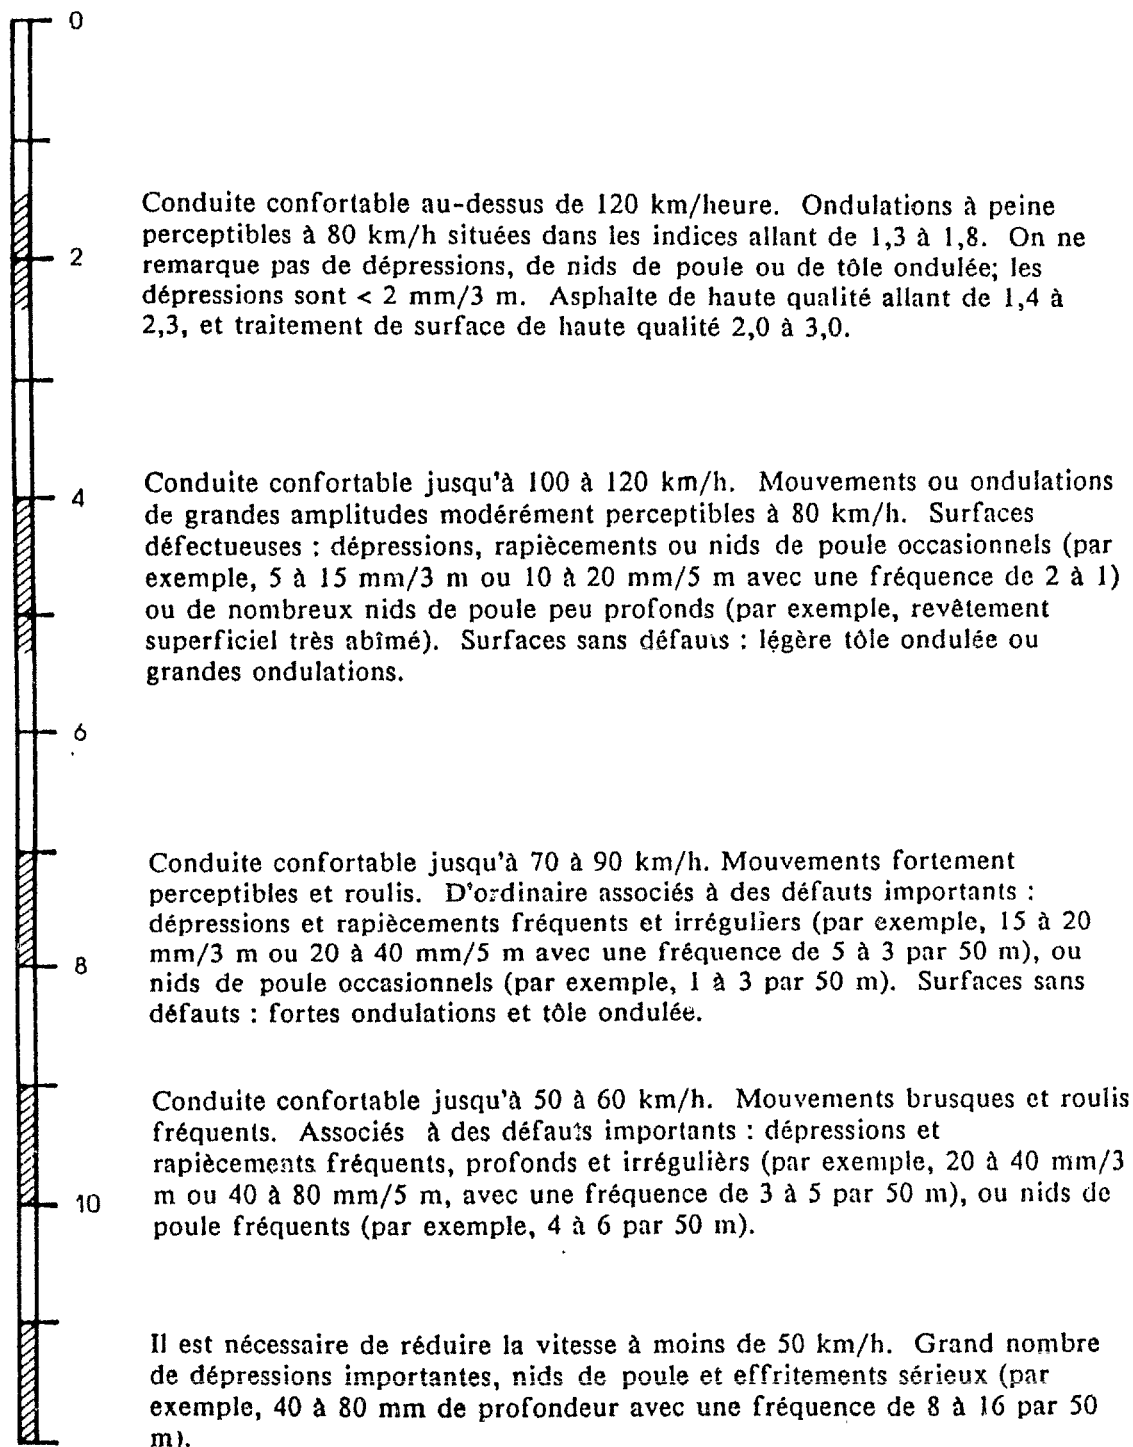 0
Conduite confortable au-dessus de 120 km/heure. Ondulations à peine
perceptibles à 80 km/h situées dans les indices allant de 1,3 à 1,8. On ne
2
remarque pas de dépressions, de nids de poule ou de tôle ondulée; les
dépressions sont < 2 mm/3 m. Asphalte de haute qualité allant de 1,4 à
2,3, et traitement de surface de haute qualité 2,0 à 3,0.
Conduite confortable jusqu'à 100 à 120 km/h. Mouvements ou ondulations
4
de grandes amplitudes modérément perceptibles à 80 km/h. Surfaces
défectueuses : dépressions, rapiècements ou nids de poule occasionnels (par
exemple, 5 à 15 mm/3 m ou 10 à 20 mm/5 m avec une fréquence de 2 à 1)
ou de nombreux nids de poule peu profonds (par exemple, revêtement
superficiel très abîmé). Surfaces sans défauts : légère tôle ondulée ou
grandes ondulations.
6
Conduite confortable jusqu'à 70 à 90 km/h. Mouvements fortement
perceptibles et roulis. D'ordinaire associés à des défauts importants :
dépressions et rapiècements fréquents et irréguliers (par exemple, 15 à 20
mm/3 m ou 20 à 40 mm/5 m avec une fréquence de 5 à 3 par 50 m), ou
8
nids de poule occasionnels (par exemple, 1 à 3 par 50 m). Surfaces sans
défauts : fortes ondulations et tôle ondulée.
Conduite confortable jusqu'à 50 à 60 km/h. Mouvements brusques et roulis
fréquents. Associés à des défauts importants : dépressions et
rapiècements fréquents, profonds et irrégulièrs (par exemple, 20 à 40 mm/3
m ou 40 à 80 mm/5 m, avec une fréquence de 3 à 5 par 50 m), ou nids de
10
poule fréquents (par exemple, 4 à 6 par 50 m).
Il est nécessaire de réduire la vitesse à moins de 50 km/h. Grand nombre
de dépressions importantes, nids de poule et effritements sérieux (par
exemple, 40 à 80 mm de profondeur avec une fréquence de 8 à 16 par 50
m).